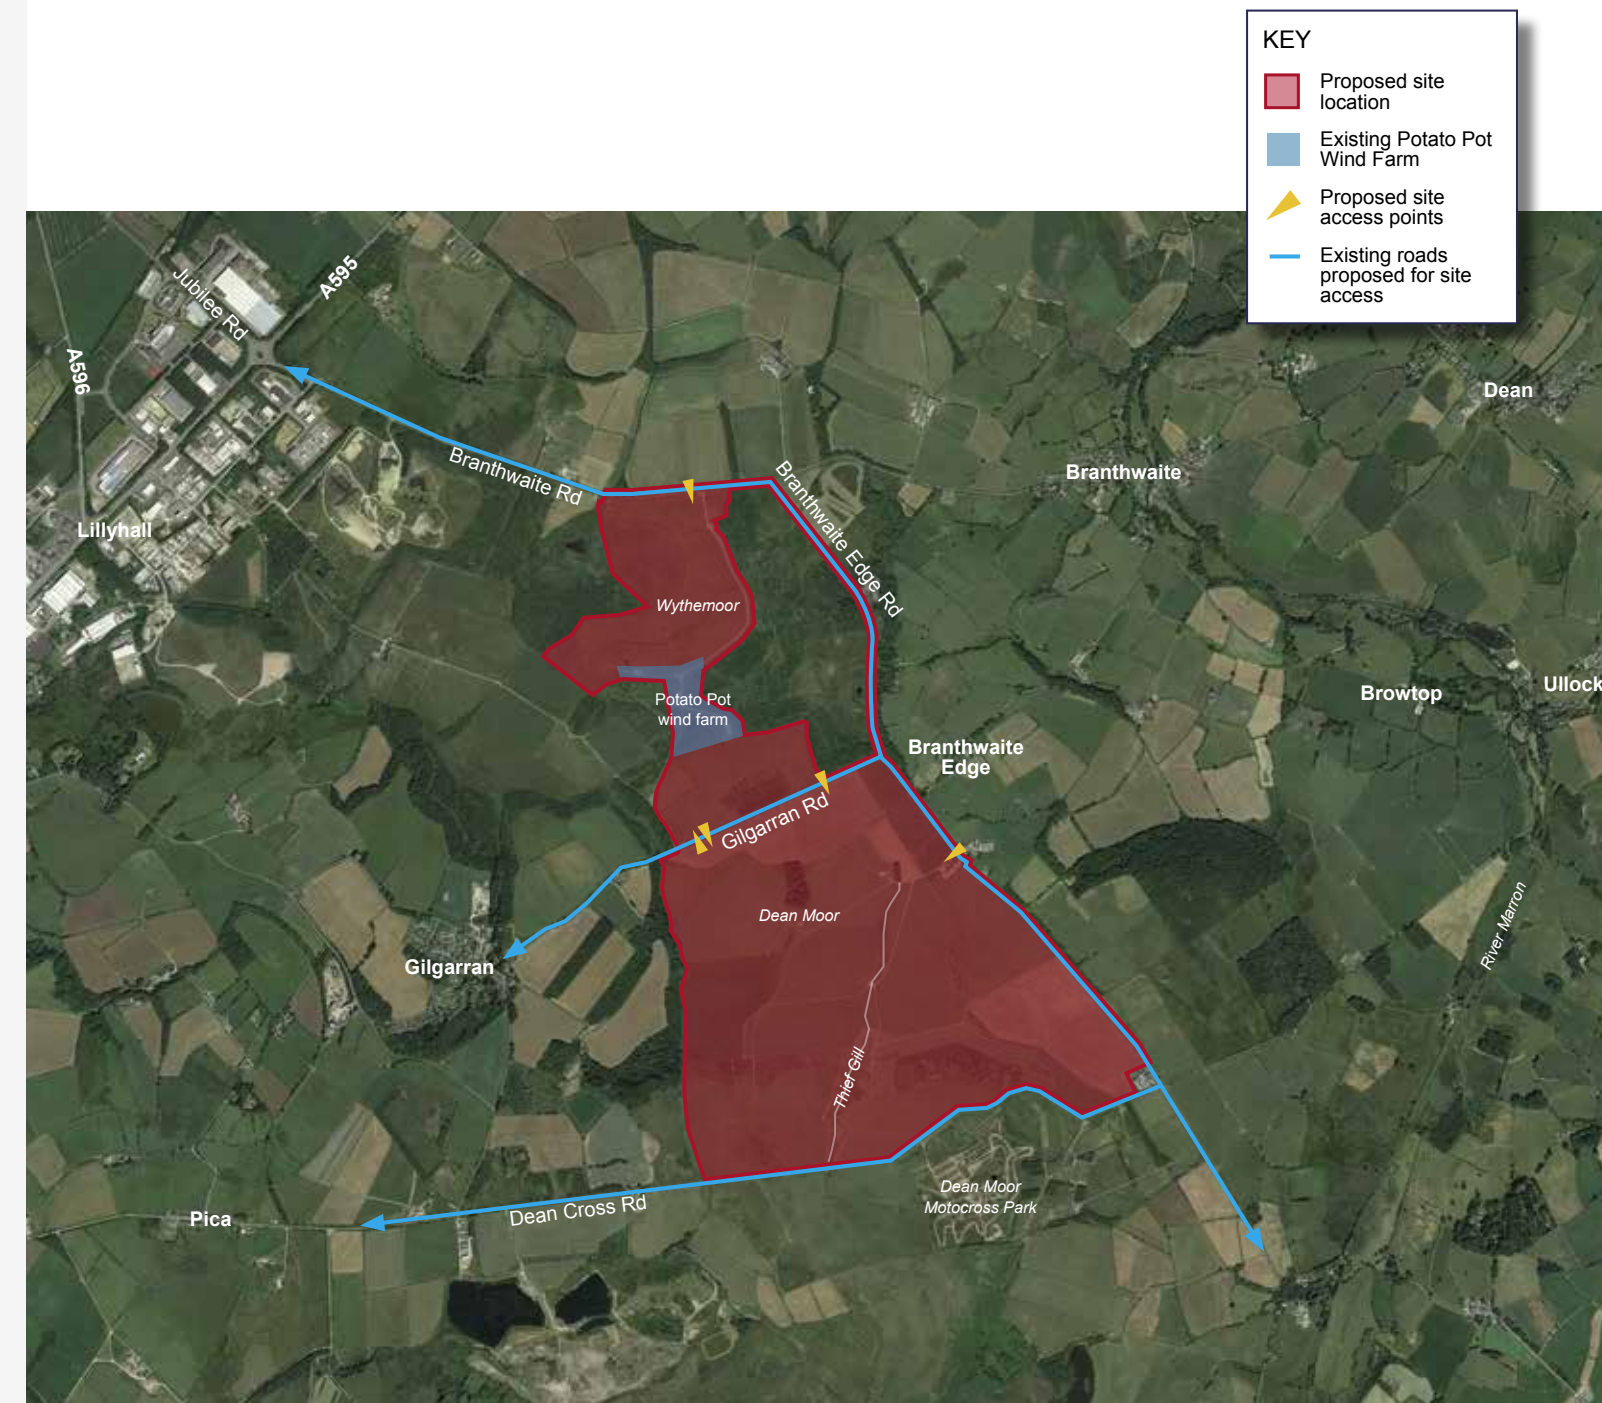 KEY
Proposed site
location
Existing Potato Pot
Wind Farm
Proposed site
access points
Existing roads
proposed for site
access
Jubilee Rd
A595
A596
Dean
Branthwaite Rd
Branthwaite Edge Rd
Branthwaite
Lillyhall
Wythemoor
Potato Pot
wind farm
Browtop
Ullock
Branthwaite
Edge
Gilgarran Rd
Dean Moor
River Marron
Gilgarran
Thief Gill
Dean Moor
Motocross Park
Dean Cross Rd
Pica